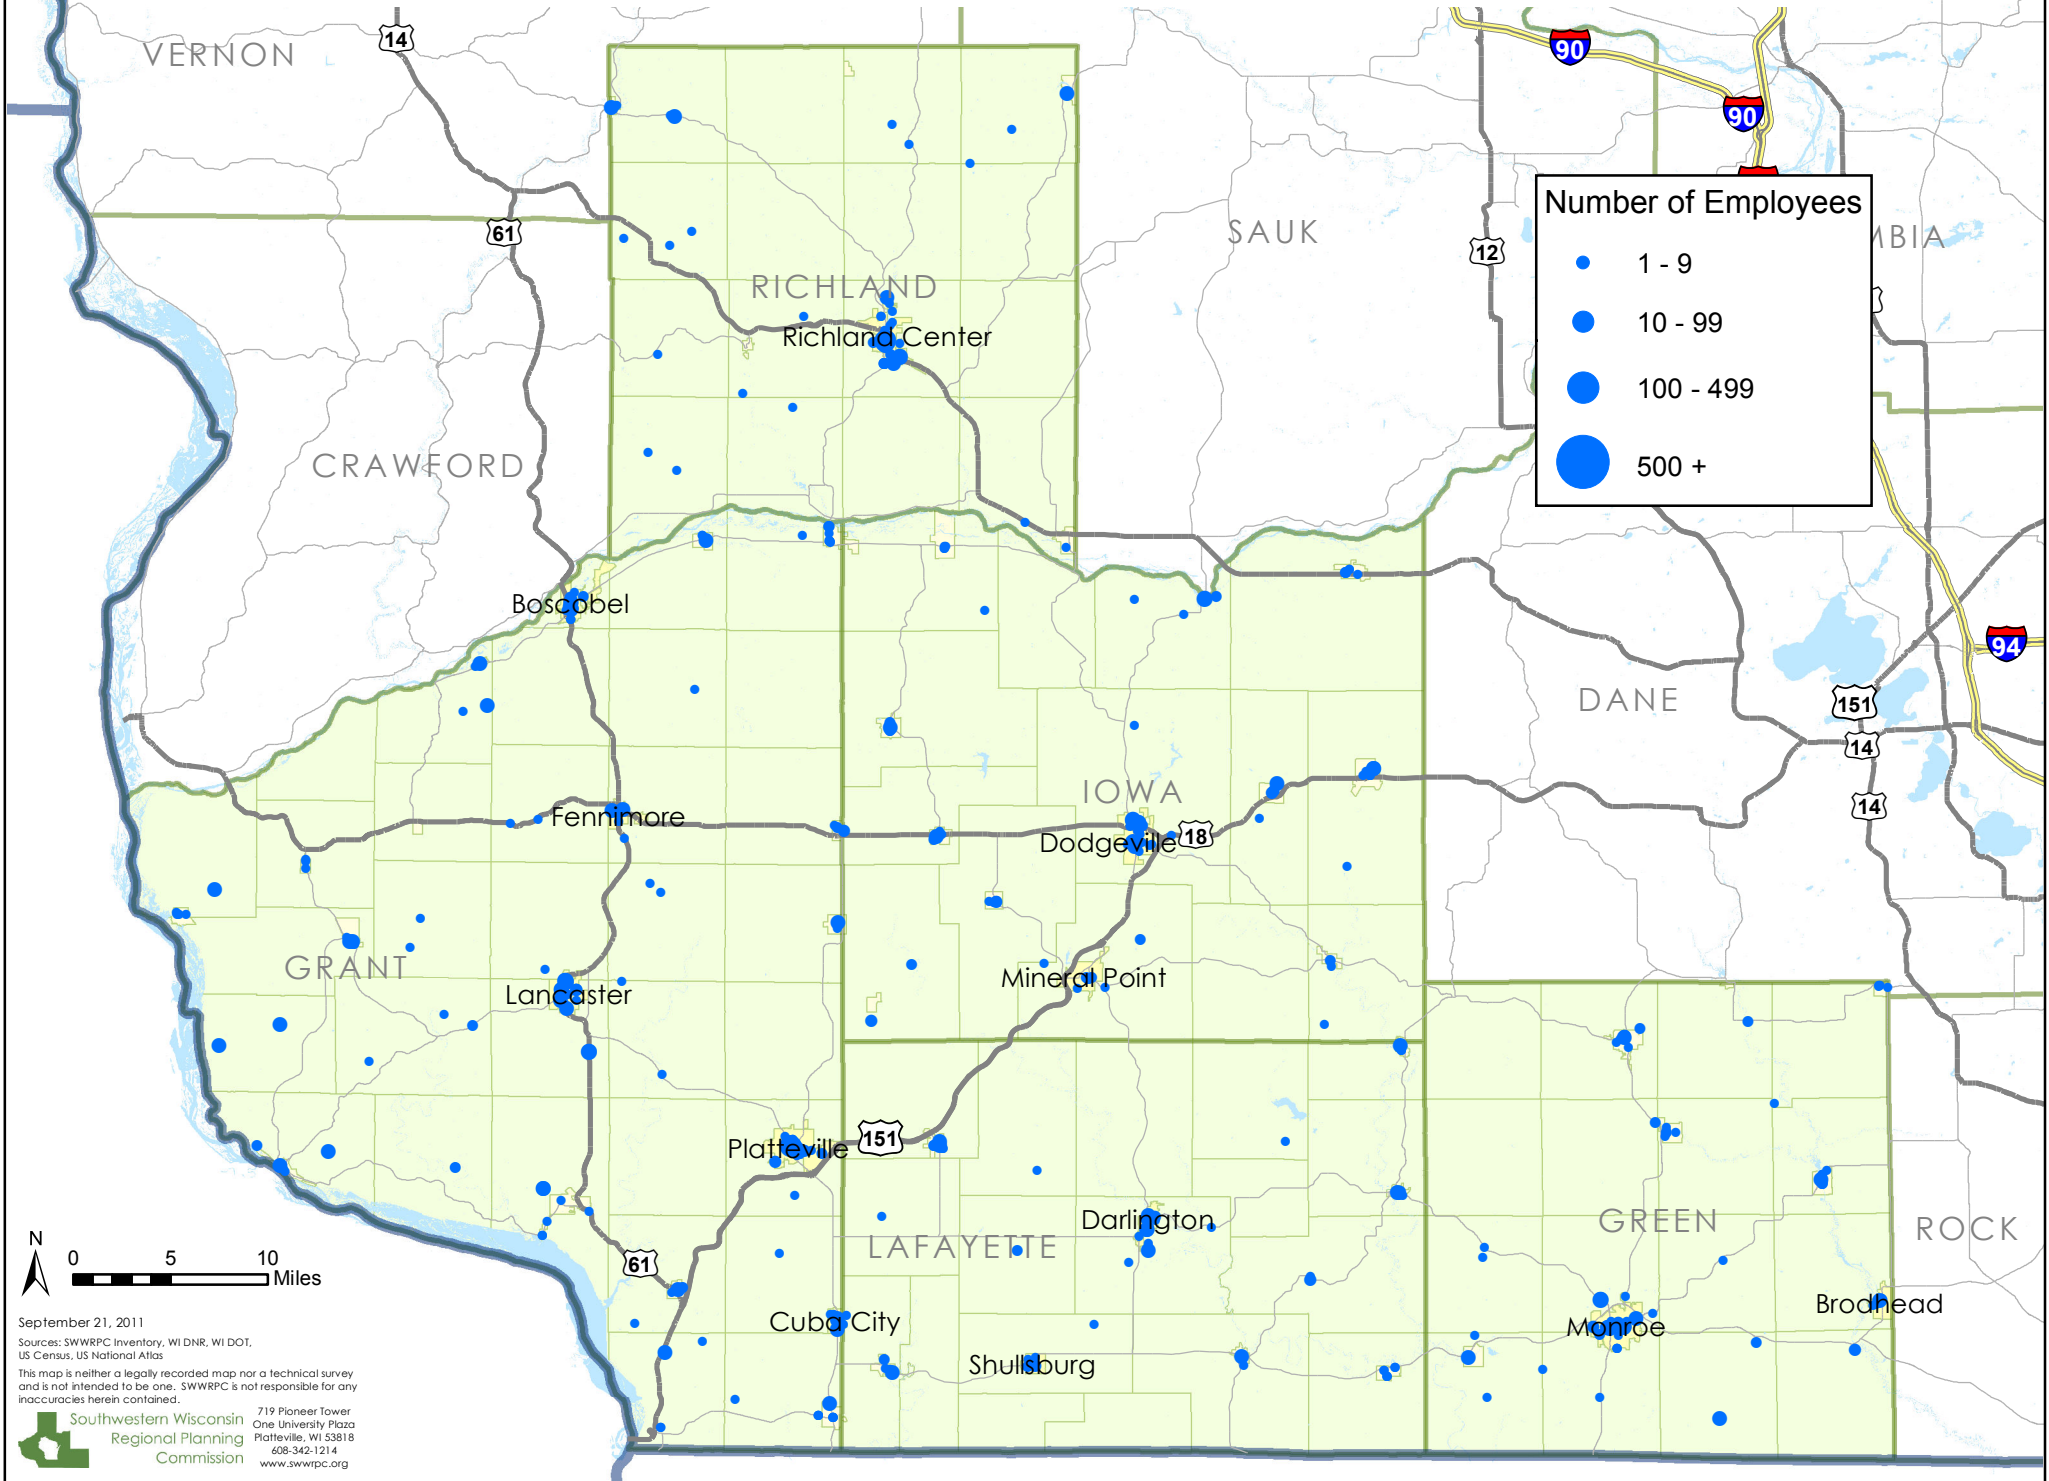 VERNON
14
90
90
61
SAUK
12
MBIA
Number of Employees
1 - 9
10 - 99
100 - 499
500 +
RICHLAND
Richland Center
CRAWFORD
Boscobel
94
DANE
151
14
14
IOWA
Fennimore
Dodgeville
18
GRANT
Lancaster
Mineral Point
Platteville
151
Darlington
LAFAYETTE
GREEN
ROCK
61
Cuba City
Shullsburg
Monroe
Brodhead
N
0 5 10
Miles
September 21, 2011
Sources: SWWRPC Inventory, WI DNR, WI DOT,
US Census, US National Atlas
This map is neither a legally recorded map nor a technical survey
and is not intended to be one. SWWRPC is not responsible for any
inaccuracies herein contained.
Southwestern Wisconsin
Regional Planning
Commission
719 Pioneer Tower
One University Plaza
Platteville, WI 53818
608-342-1214
www.swwrpc.org